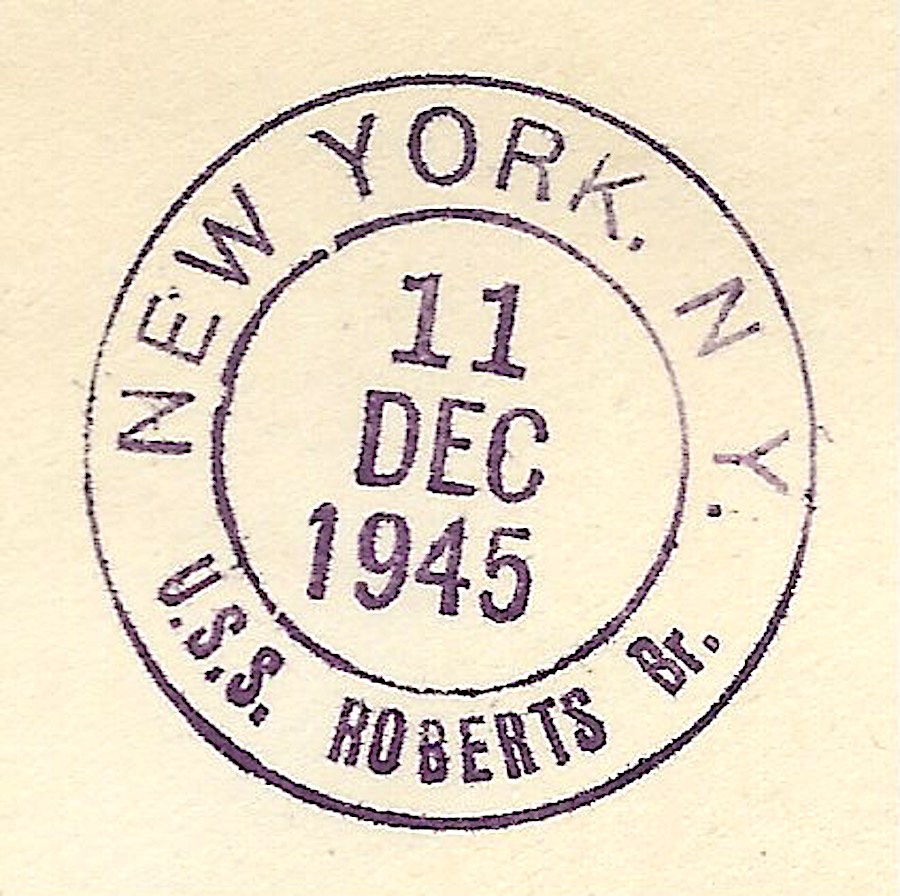 NEW YORK, N Y.
11
DEC
1945
U.S.S. ROBERTS Br.